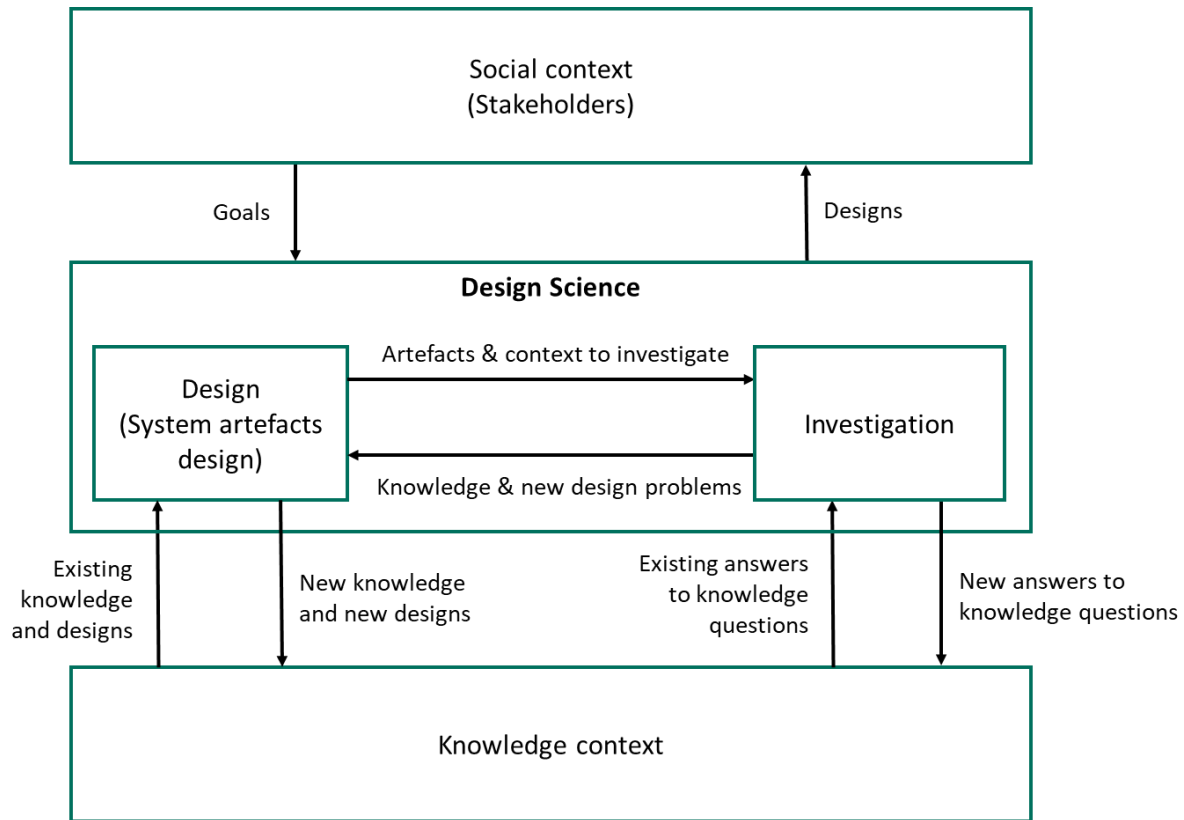 Social context
(Stakeholders)
Goals
Designs
Design Science
Artefacts & context to investigate
Design
(System artefacts
design)
Investigation
Knowledge & new design problems
Existing
knowledge
and designs
New knowledge
and new designs
Existing answers
to knowledge
questions
New answers to
knowledge questions
Knowledge context